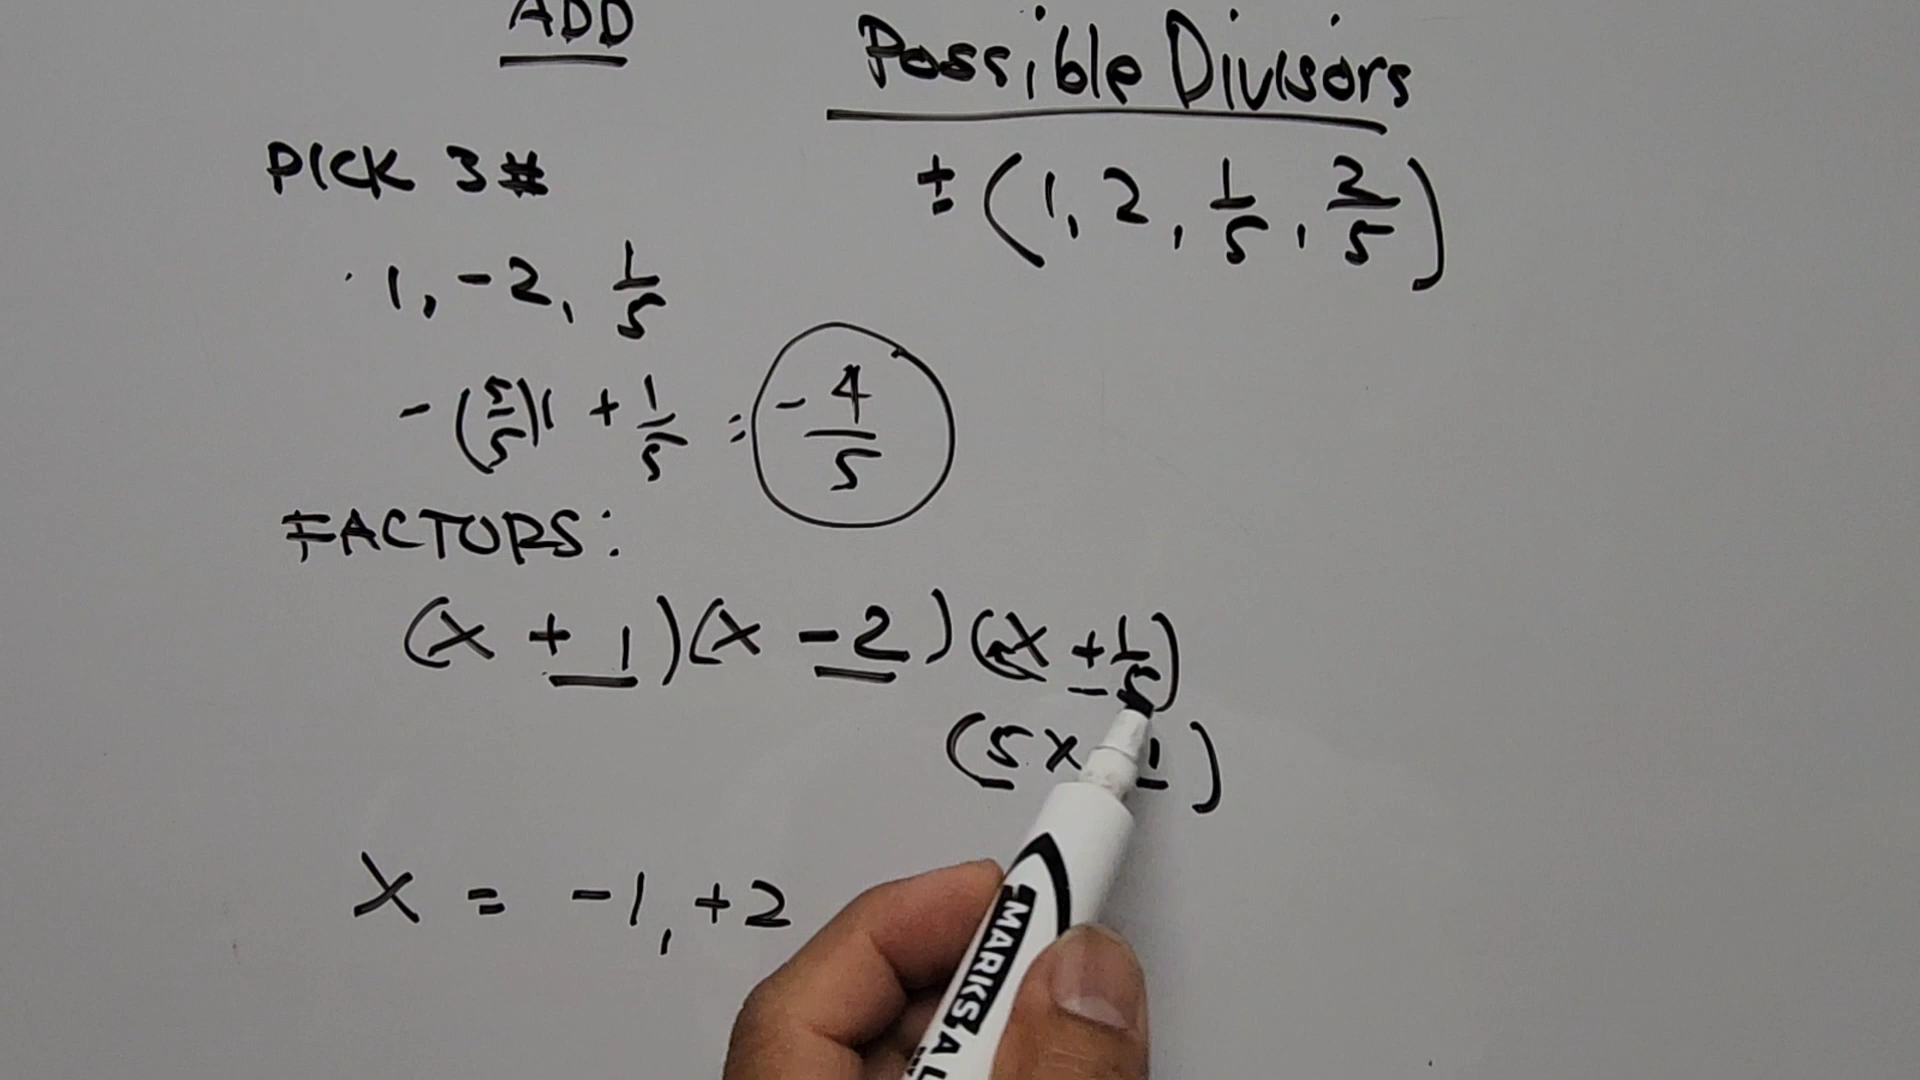 ADD
Possible Divisors
± (1, 2, 1/5, 2/5)
PICK 3 #
1, -2, 1/5
-(5/5)1 + 1/5 = -4/5
FACTORS:
(x + 1)(x - 2)(x + 1/5)
(5x 1)
x = -1, +2
MARKS A L